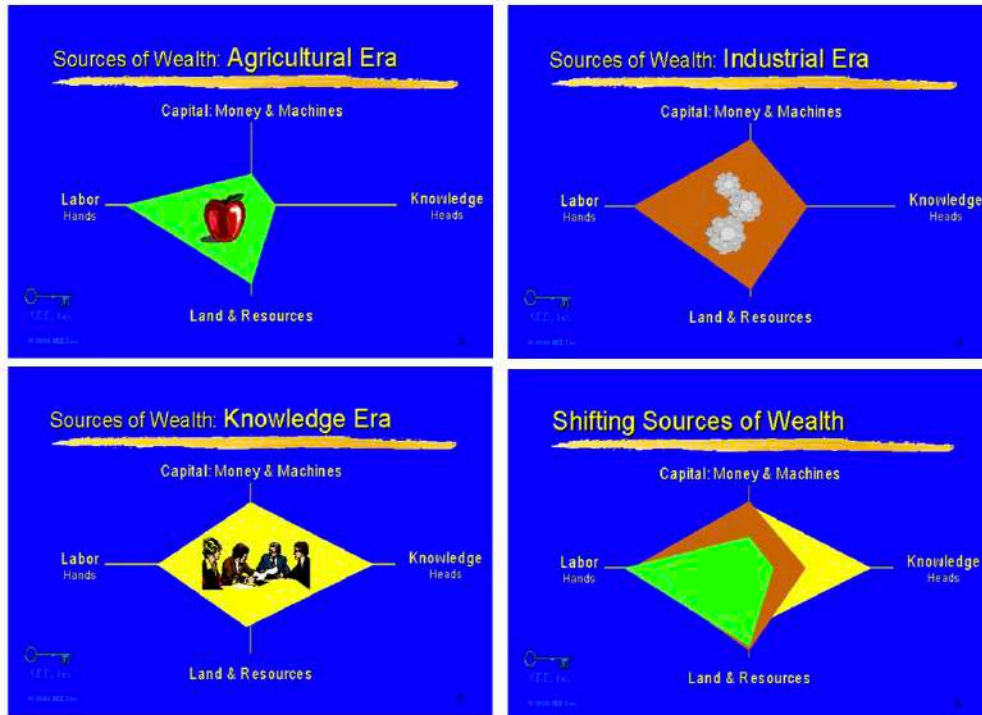 Sources of Wealth: Agricultural Era
Capital: Money & Machines
Labor
Hands
Knowledge
Heads
Land & Resources
Sources of Wealth: Industrial Era
Capital: Money & Machines
Labor
Hands
Knowledge
Heads
Land & Resources
Sources of Wealth: Knowledge Era
Capital: Money & Machines
Labor
Hands
Knowledge
Heads
Land & Resources
Shifting Sources of Wealth
Capital: Money & Machines
Labor
Hands
Knowledge
Heads
Land & Resources